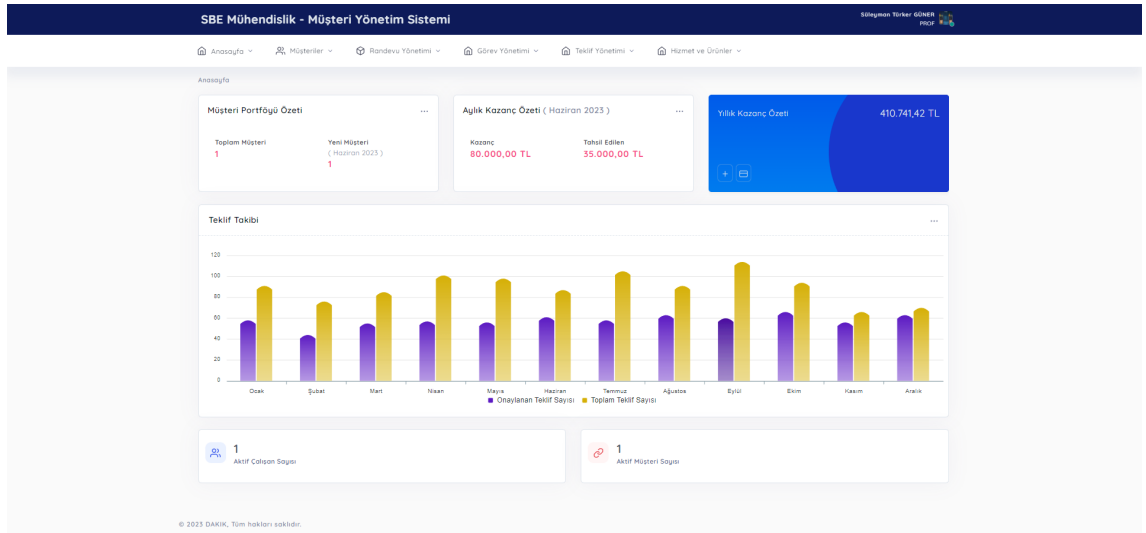 SBE Mühendislik - Müşteri Yönetim Sistemi
Süleyman Türker GÜNER
PROF
Anasayfa Müşteriler Randevu Yönetimi Görev Yönetimi Teklif Yönetimi Hizmet ve Ürünler
Anasayfa
Müşteri Portföyü Özeti ...
Toplam Müşteri
1
Yeni Müşteri
( Haziran 2023 )
1
Aylık Kazanç Özeti ( Haziran 2023 ) ...
Kazanç
80.000,00 TL
Tahsil Edilen
35.000,00 TL
Yıllık Kazanç Özeti 410.741,42 TL
Teklif Takibi ...
120
100
80
60
40
20
0
Ocak Şubat Mart Nisan Mayıs Haziran Temmuz Ağustos Eylül Ekim Kasım Aralık
Onaylanan Teklif Sayısı Toplam Teklif Sayısı
1
Aktif Çalışan Sayısı
1
Aktif Müşteri Sayısı
© 2023 DAKIK, Tüm hakları saklıdır.